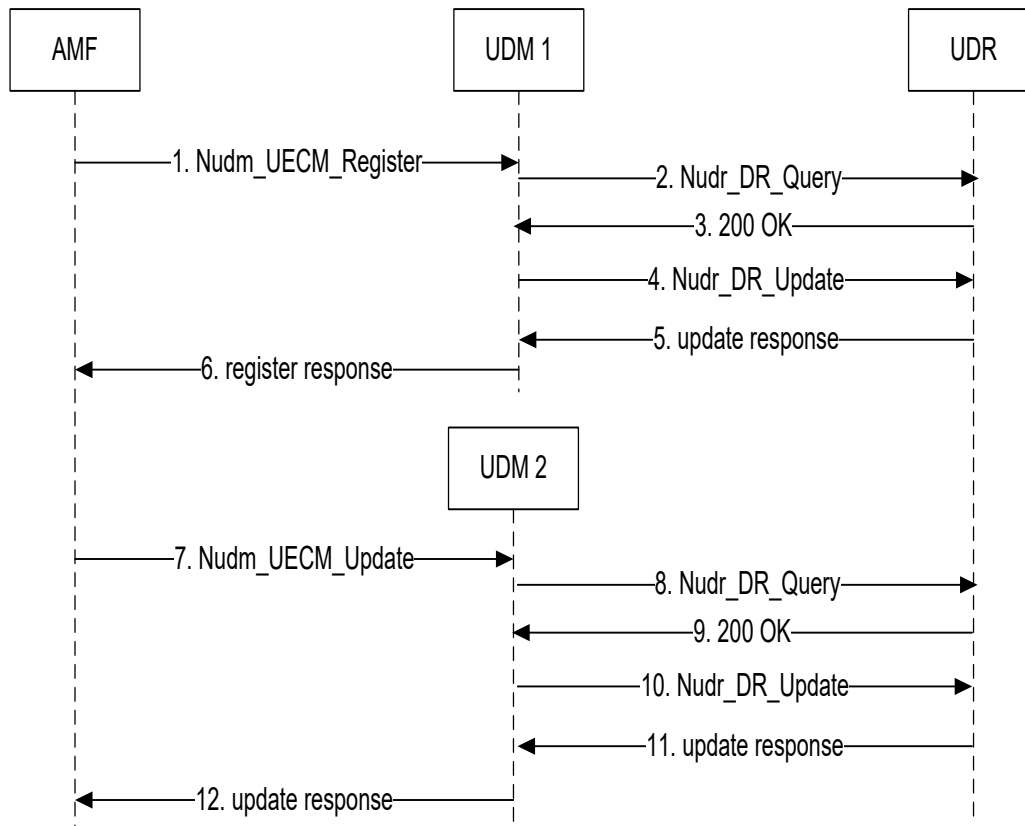 AMF
UDM 1
UDR
1. Nudm_UECM_Register
2. Nudr_DR_Query
3. 200 OK
4. Nudr_DR_Update
5. update response
6. register response
UDM 2
7. Nudm_UECM_Update
8. Nudr_DR_Query
9. 200 OK
10. Nudr_DR_Update
11. update response
12. update response